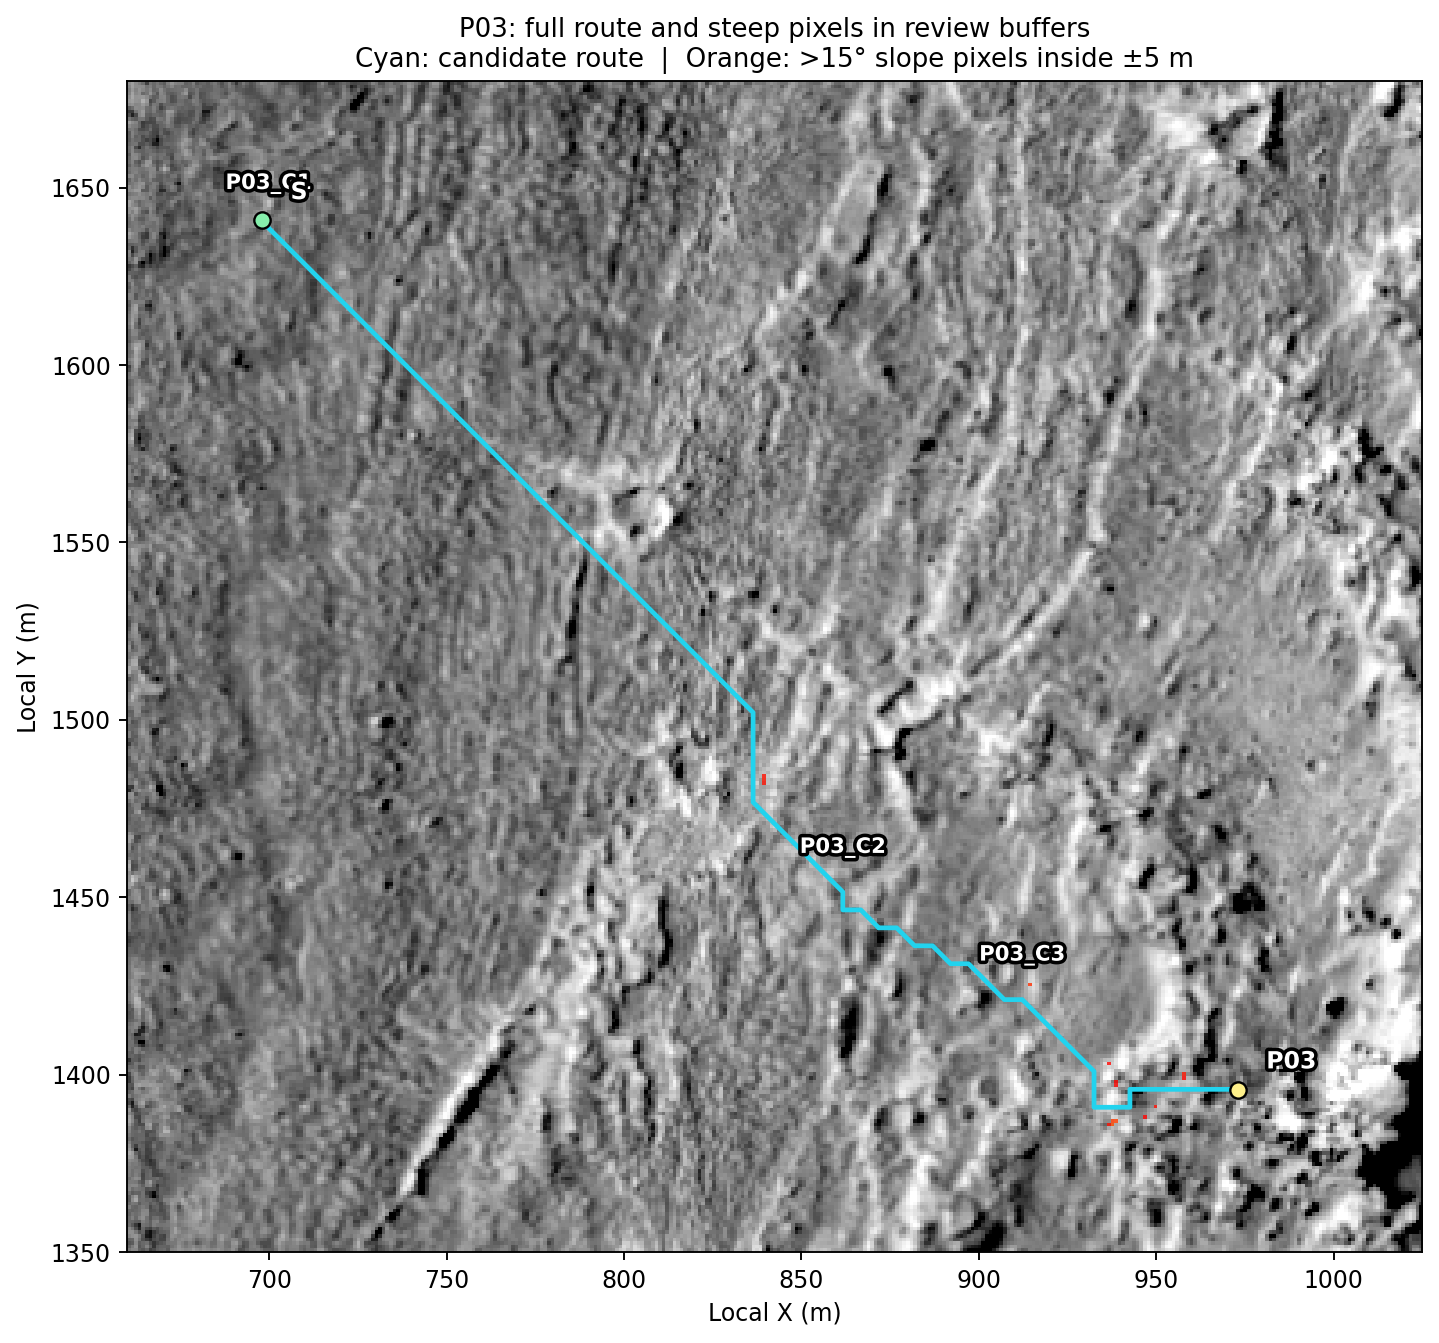 P03: full route and steep pixels in review buffers
Cyan: candidate route | Orange: >15° slope pixels inside ±5 m
1650
1600
1550
1500
1450
1400
1350
Local Y (m)
P03_C1
S
P03_C2
P03_C3
P03
700
750
800
850
900
950
1000
Local X (m)